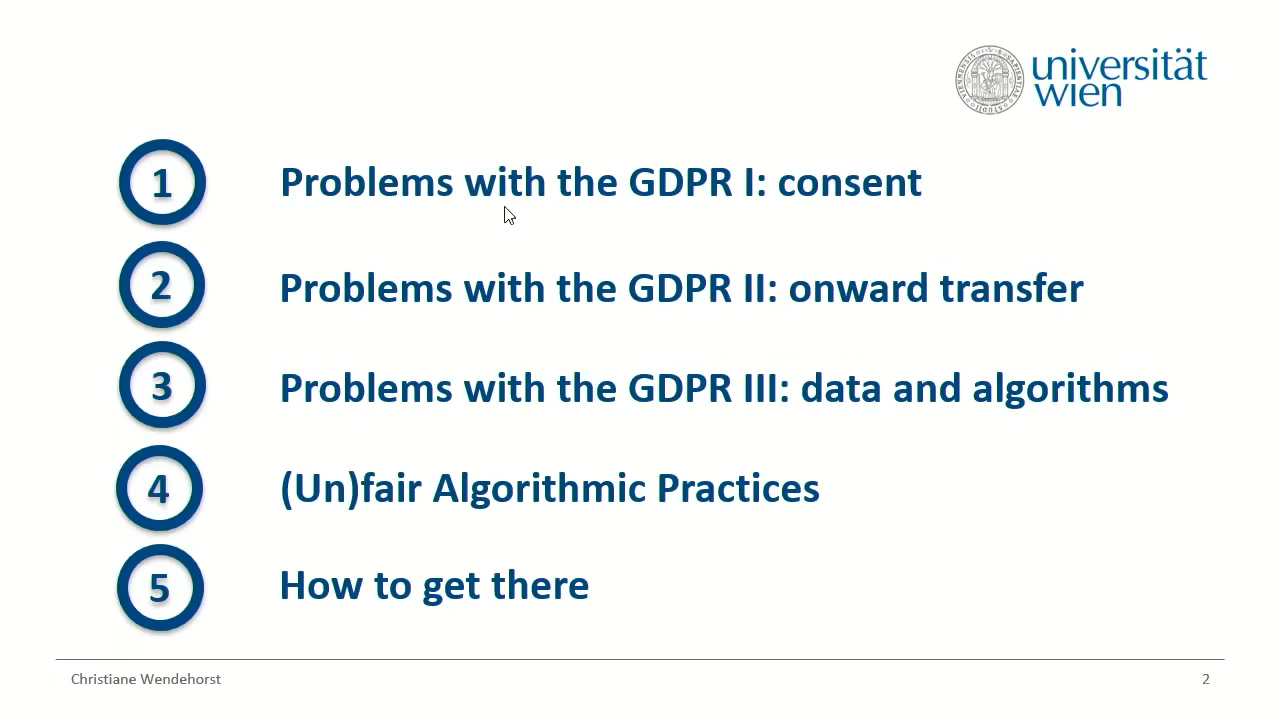 universität
wien
1 Problems with the GDPR I: consent
2 Problems with the GDPR II: onward transfer
3 Problems with the GDPR III: data and algorithms
4 (Un)fair Algorithmic Practices
5 How to get there
Christiane Wendehorst 2